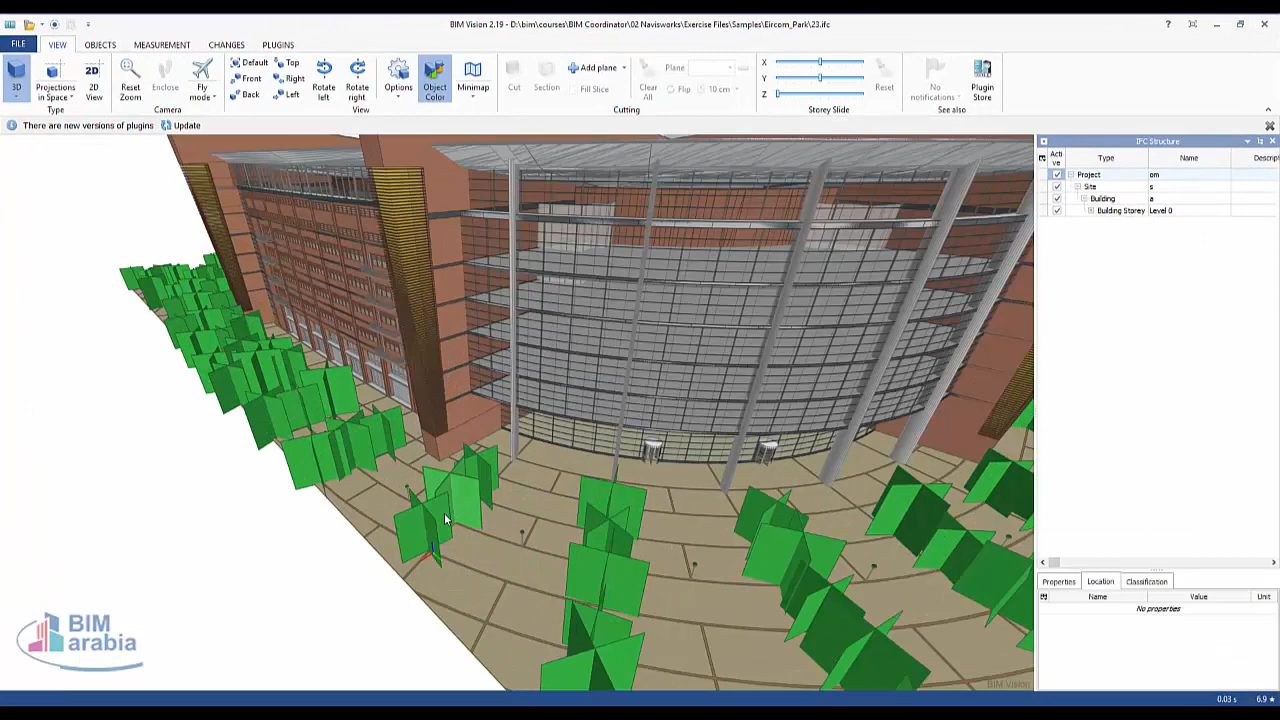 BIM Vision 2.19 - D:\bim\courses\BIM Coordinator\02 Navisworks\Exercise Files\Samples\Eircom_Park\23.ifc
FILE VIEW OBJECTS MEASUREMENT CHANGES PLUGINS
3D
Projections in Space
2D View
Type
Reset Zoom
Enclose
Fly mode
Camera
Default Top
Front Right
Back Left
Rotate left
Rotate right
View
Options
Object Color
Minimap
Cut
Section
Add plane
Fill Slice
Clear All
Plane
Flip 10 cm
Cutting
X
Y
Z
Reset
Storey Slide
No notifications
Plugin Store
See also
There are new versions of plugins Update
IFC Structure
Active Type Name Descript
Project om
Site s
Building a
Building Storey Level 0
Properties Location Classification
Name Value Unit
No properties
BIM
arabia
BIM Vision
0.03 s 6.9